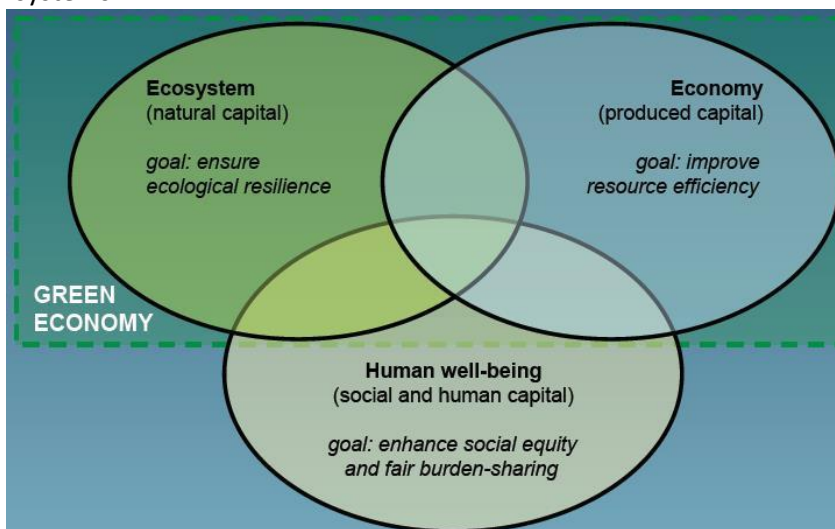 Ecosystem
(natural capital)
goal: ensure
ecological resilience
Economy
(produced capital)
goal: improve
resource efficiency
GREEN
ECONOMY
Human well-being
(social and human capital)
goal: enhance social equity
and fair burden-sharing